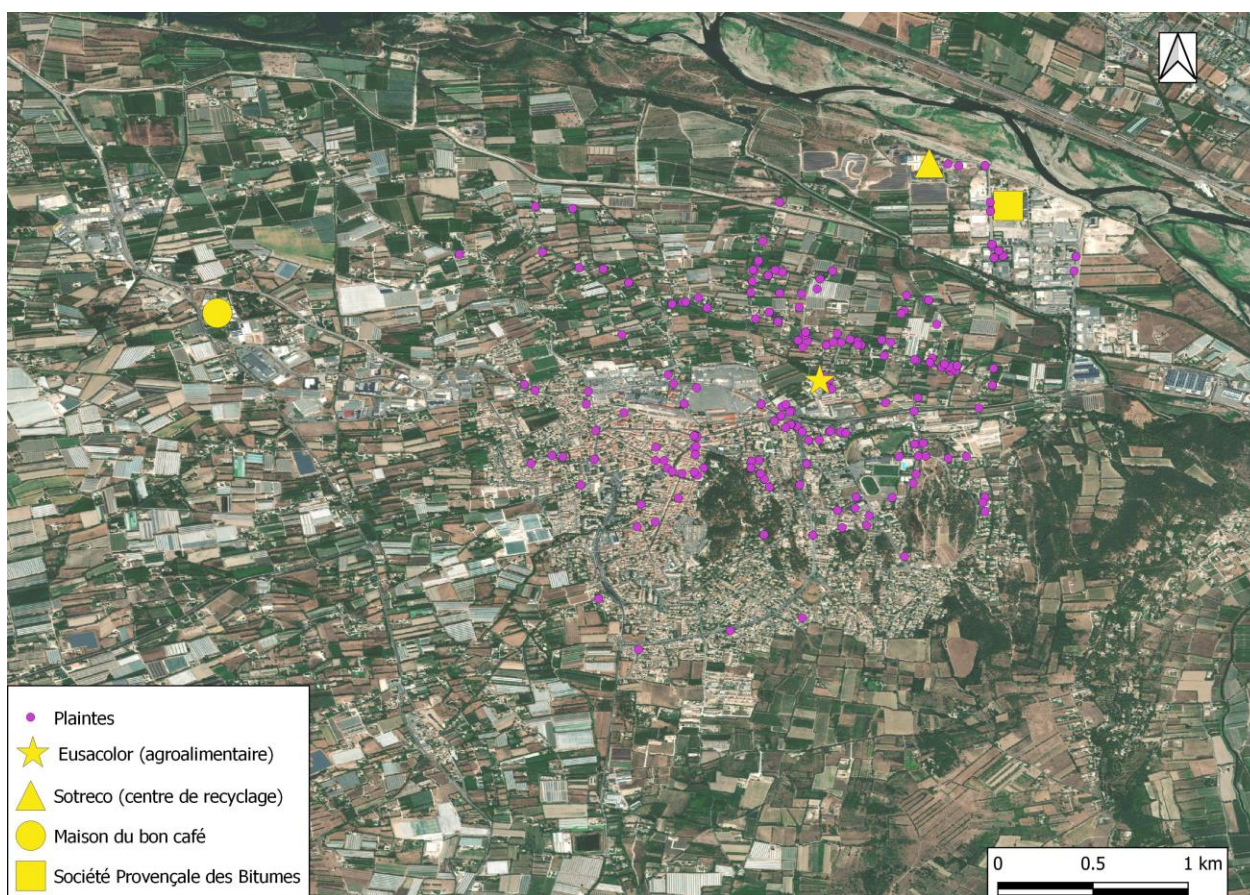 Plaintes
Eusacolor (agroalimentaire)
Sotreco (centre de recyclage)
Maison du bon café
Société Provençale des Bitumes
0 0.5 1 km